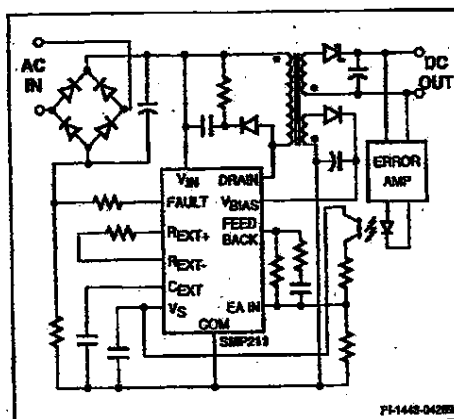 AC
IN
DC
OUT
ERROR
AMP
VIN
DRAIN
FAULT
VBIAS
REXT+
FEED
BACK
REXT-
CEXT
VS
EA IN
COM
SMP211